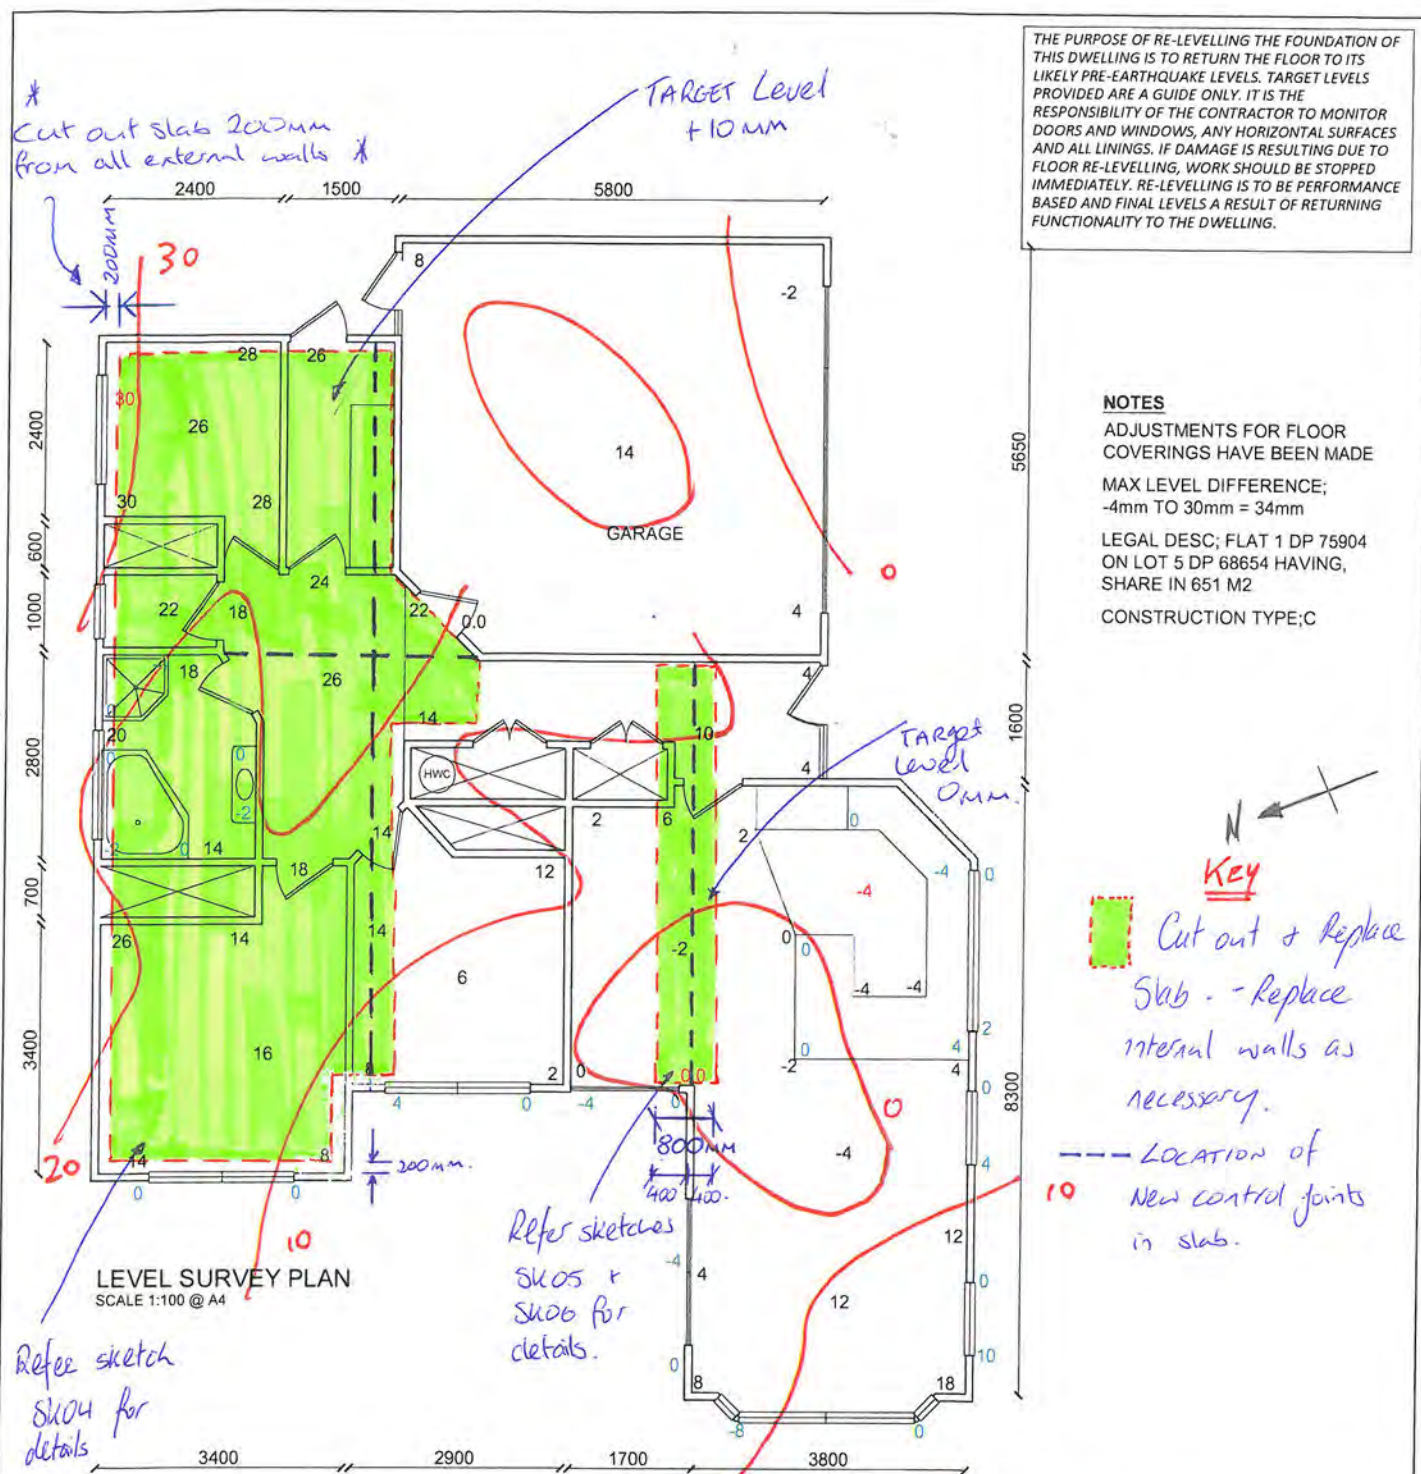 THE PURPOSE OF RE-LEVELLING THE FOUNDATION OF
THIS DWELLING IS TO RETURN THE FLOOR TO ITS
LIKELY PRE-EARTHQUAKE LEVELS. TARGET LEVELS
PROVIDED ARE A GUIDE ONLY. IT IS THE
RESPONSIBILITY OF THE CONTRACTOR TO MONITOR
DOORS AND WINDOWS, ANY HORIZONTAL SURFACES
AND ALL LININGS. IF DAMAGE IS RESULTING DUE TO
FLOOR RE-LEVELLING, WORK SHOULD BE STOPPED
IMMEDIATELY. RE-LEVELLING IS TO BE PERFORMANCE
BASED AND FINAL LEVELS A RESULT OF RETURNING
FUNCTIONALITY TO THE DWELLING.
*
Cut out slab 200mm
from all external walls *
TARGET Level
+10MM
2400 1500 5800
200MM
30
8
-2
28 26
30
26
14
30 28
GARAGE
2400
600
1000
2800
700
3400
5650
1600
8300
NOTES
ADJUSTMENTS FOR FLOOR
COVERINGS HAVE BEEN MADE
MAX LEVEL DIFFERENCE;
-4mm TO 30mm = 34mm
LEGAL DESC; FLAT 1 DP 75904
ON LOT 5 DP 68654 HAVING,
SHARE IN 651 M2
CONSTRUCTION TYPE;C
24
22 18 22
0.0
4
0
18 26
4
14
10
20
0
0
HWC
TARget
Level
0MM.
4
-2
-2 0
14
14
18
2 6
2
0
12
-4
0
-4
26 14 14
6
-2
0
0
-4 -4
16
8
2
0
0.0
-2
0
4
4
2
0
4 0 -4 0
14 8
0 0
200MM.
800MM
400 400.
-4
0
4
20
10
10
12
12
-4
4
0
10
0
8 18
-8 0
N
Key
Cut out & Replace
Slab. - Replace
internal walls as
necessary.
LOCATION of
New control joints
in slab.
Refer sketches
SK05 &
SK06 for
details.
LEVEL SURVEY PLAN
SCALE 1:100 @ A4
Refer sketch
SK04 for
details
3400 2900 1700 3800